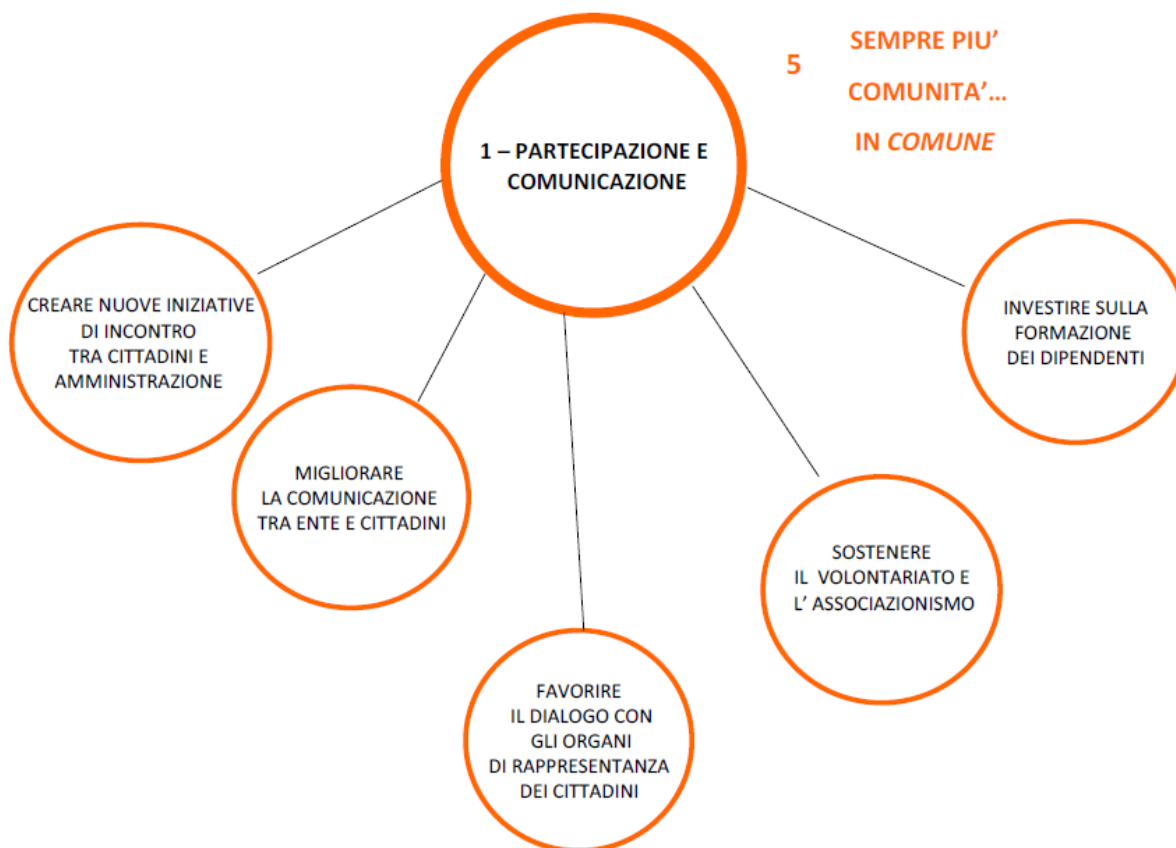 5
SEMPRE PIU’
COMUNITA’…
IN COMUNE
1 – PARTECIPAZIONE E
COMUNICAZIONE
CREARE NUOVE INIZIATIVE
DI INCONTRO
TRA CITTADINI E
AMMINISTRAZIONE
MIGLIORARE
LA COMUNICAZIONE
TRA ENTE E CITTADINI
FAVORIRE
IL DIALOGO CON
GLI ORGANI
DI RAPPRESENTANZA
DEI CITTADINI
SOSTENERE
IL VOLONTARIATO E
L’ ASSOCIAZIONISMO
INVESTIRE SULLA
FORMAZIONE
DEI DIPENDENTI